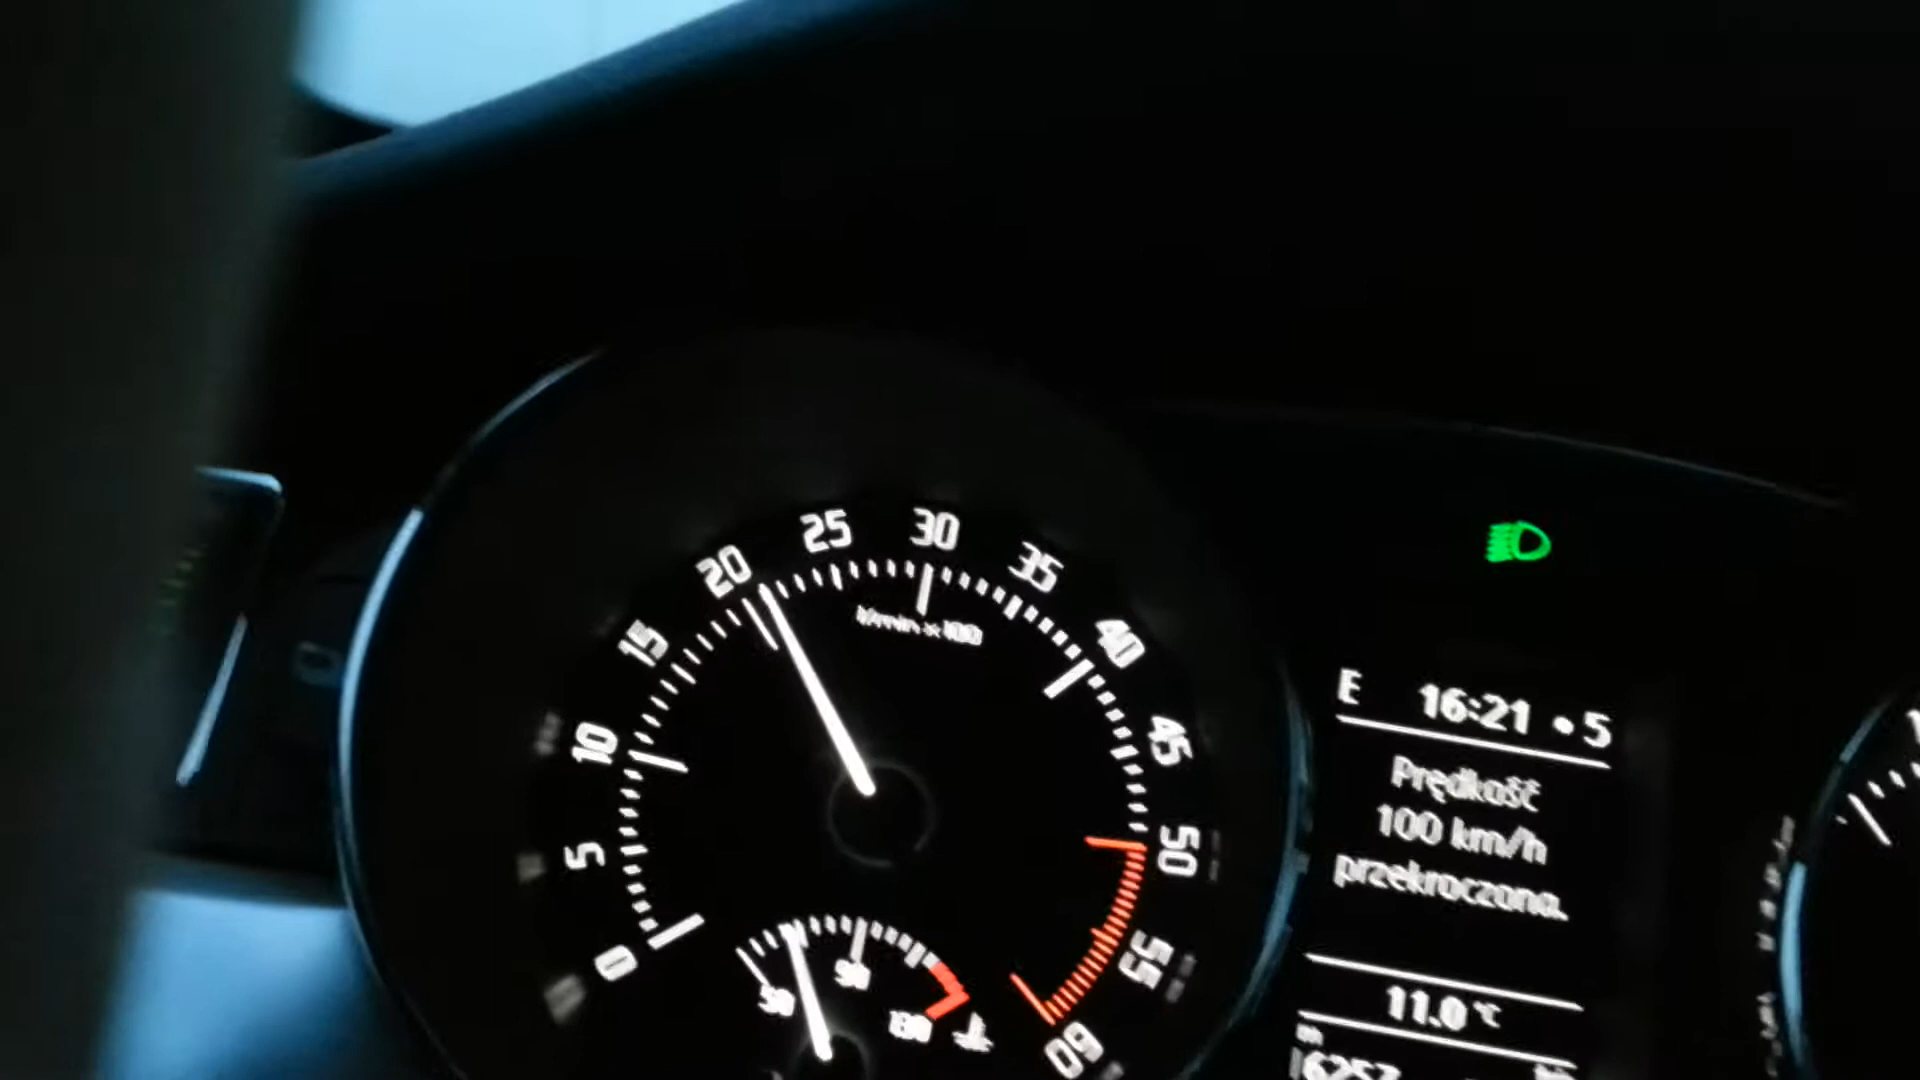 0
5
10
15
20
25
30
35
40
45
50
55
60
1/min x 100
50
90
130
°C
E 16:21 • 5
Prędkość
100 km/h
przekroczona.
11.0 °C